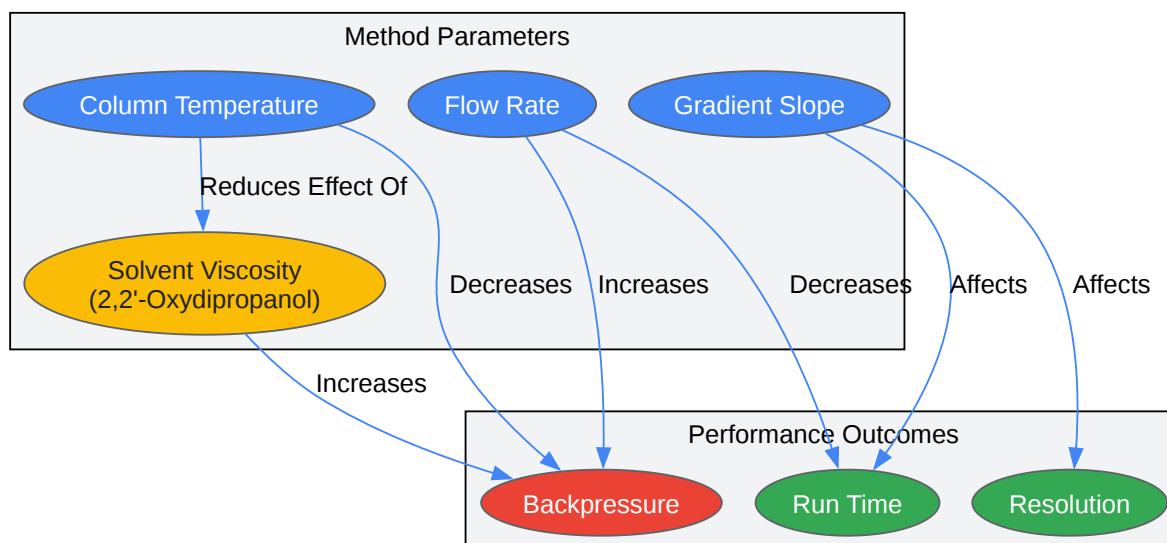 Method Parameters
Column Temperature
Flow Rate
Gradient Slope
Reduces Effect Of
Solvent Viscosity
(2,2'-Oxydipropanol)
Decreases
Increases
Decreases
Affects
Affects
Increases
Performance Outcomes
Backpressure
Run Time
Resolution